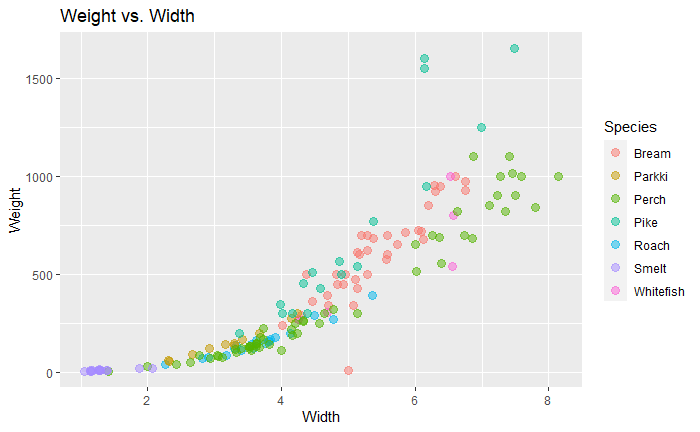 Weight vs. Width
1500
1000
500
0
Weight
2 4 6 8
Width
Species
Bream
Parkki
Perch
Pike
Roach
Smelt
Whitefish